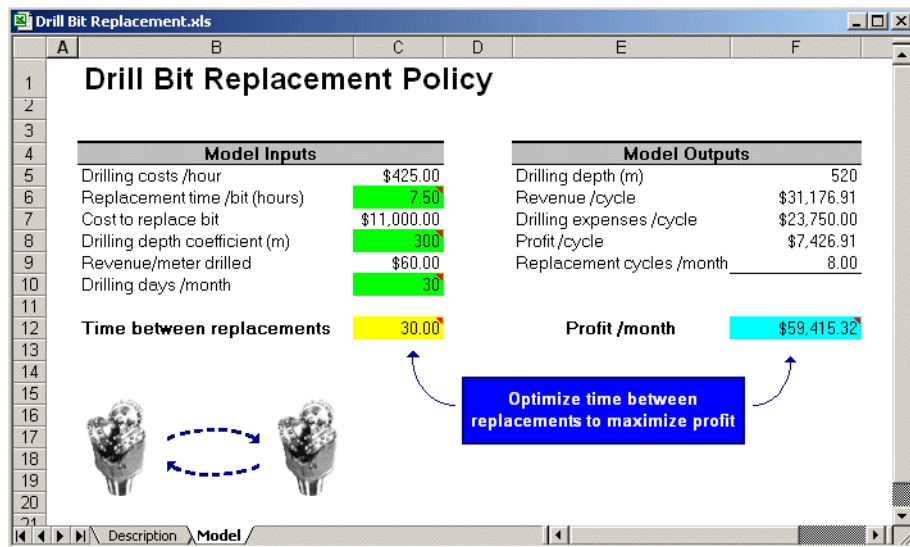 Drill Bit Replacement.xls
A B C D E F
1 Drill Bit Replacement Policy
2
3
4 Model Inputs Model Outputs
5 Drilling costs /hour $425.00 Drilling depth (m) 520
6 Replacement time /bit (hours) 7.50 Revenue /cycle $31,176.91
7 Cost to replace bit $11,000.00 Drilling expenses /cycle $23,750.00
8 Drilling depth coefficient (m) 300 Profit /cycle $7,426.91
9 Revenue/meter drilled $60.00 Replacement cycles /month 8.00
10 Drilling days /month 30
11
12 Time between replacements 30.00 Profit /month $59,415.32
13
14
15 Optimize time between
16 replacements to maximize profit
17
18
19
20
21
Description Model